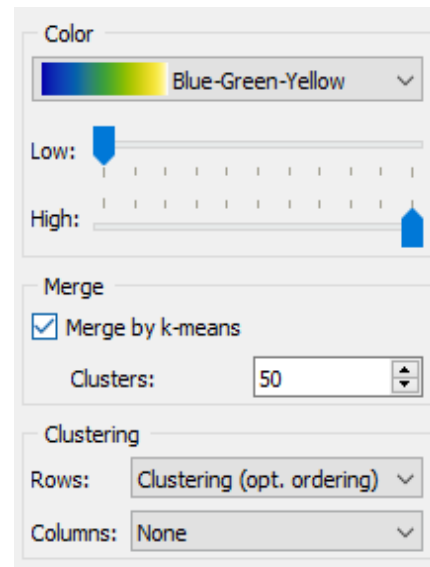 Color
Blue-Green-Yellow
Low:
High:
Merge
Merge by k-means
Clusters: 50
Clustering
Rows: Clustering (opt. ordering)
Columns: None